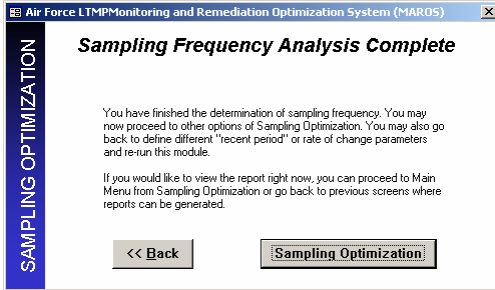 Air Force LTMPMonitoring and Remediation Optimization System (MAROS)
SAMPLING OPTIMIZATION
Sampling Frequency Analysis Complete
You have finished the determination of sampling frequency. You may
now proceed to other options of Sampling Optimization. You may also go
back to define different "recent period" or rate of change parameters
and re-run this module.
If you would like to view the report right now, you can proceed to Main
Menu from Sampling Optimization or go back to previous screens where
reports can be generated.
<< Back
Sampling Optimization